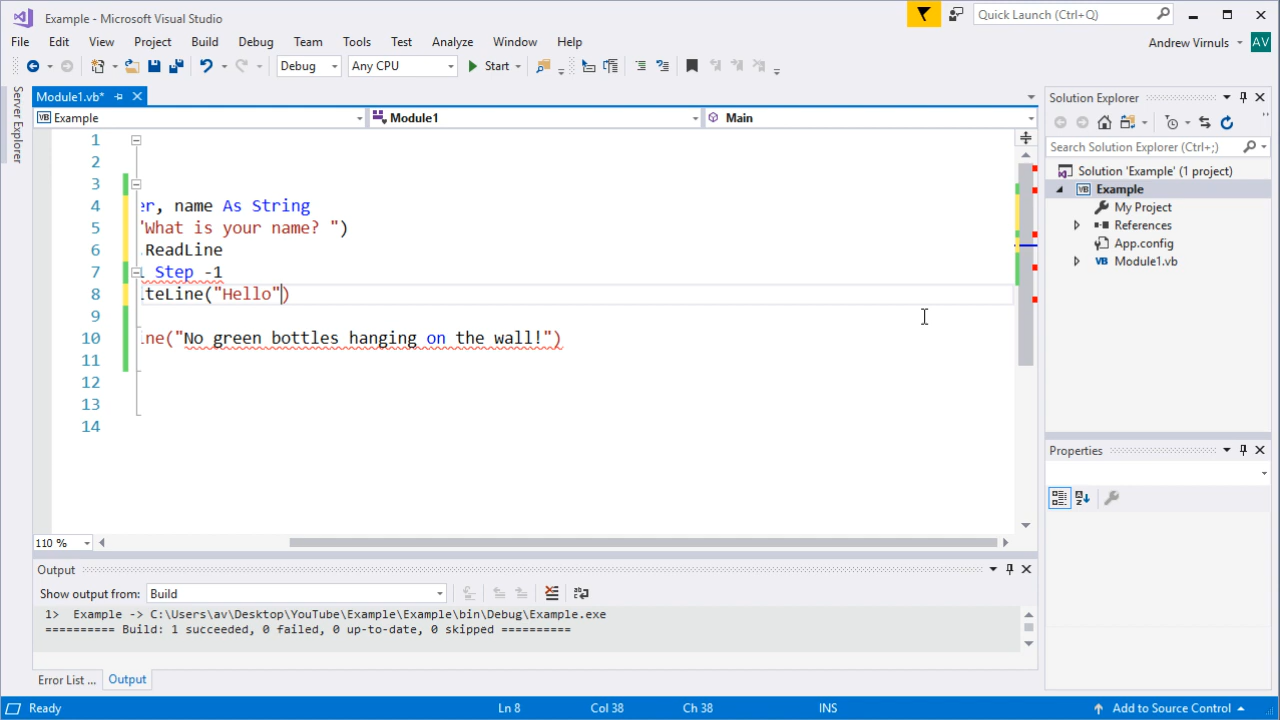 Example - Microsoft Visual Studio
Quick Launch (Ctrl+Q)
File Edit View Project Build Debug Team Tools Test Analyze Window Help
Andrew Virnuls AV
Debug Any CPU Start
Server Explorer
Module1.vb*
Example Module1 Main
1
2
3
4 er, name As String
5 "What is your name? ")
6 .ReadLine
7 Step -1
8 iteLine("Hello")
9
10 ine("No green bottles hanging on the wall!")
11
12
13
14
110 %
Solution Explorer
Search Solution Explorer (Ctrl+;)
Solution 'Example' (1 project)
VB Example
My Project
References
App.config
VB Module1.vb
Properties
Output
Show output from: Build
1> Example -> C:\Users\av\Desktop\YouTube\Example\Example\bin\Debug\Example.exe
========== Build: 1 succeeded, 0 failed, 0 up-to-date, 0 skipped ==========
Error List ... Output
Ready Ln 8 Col 38 Ch 38 INS Add to Source Control